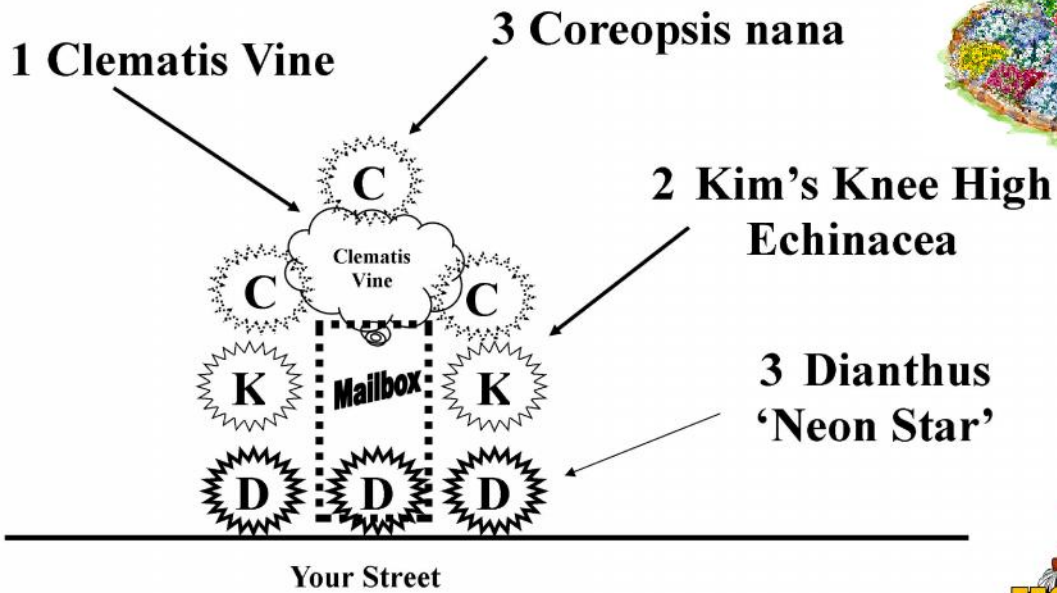 3 Coreopsis nana
1 Clematis Vine
C
2 Kim’s Knee High
Echinacea
Clematis
Vine
C
C
K
Mailbox
K
3 Dianthus
‘Neon Star’
D
D
D
Your Street